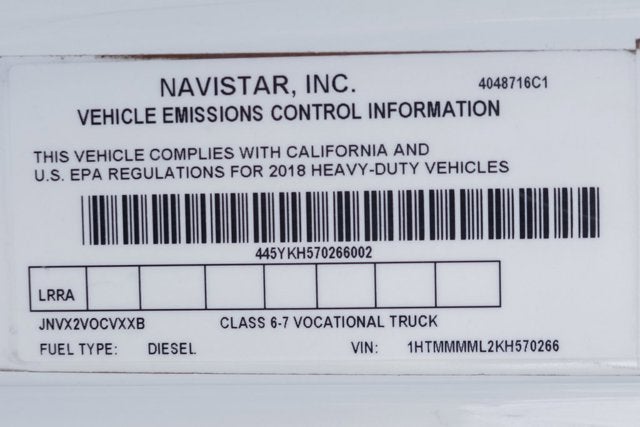 NAVISTAR, INC. 4048716C1
VEHICLE EMISSIONS CONTROL INFORMATION
THIS VEHICLE COMPLIES WITH CALIFORNIA AND
U.S. EPA REGULATIONS FOR 2018 HEAVY-DUTY VEHICLES
445YKH570266002
LRRA
JNVX2VOCVXXB CLASS 6-7 VOCATIONAL TRUCK
FUEL TYPE: DIESEL VIN: 1HTMMMML2KH570266